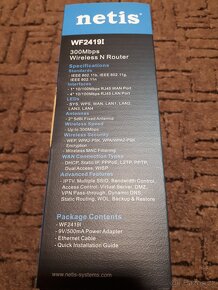 netis
WF2419I
300Mbps
Wireless N Router
Specifications
Standards
IEEE 802.11b, IEEE 802.11g,
IEEE 802.11n
Interfaces
1* 10/100Mbps RJ45 WAN Port
4* 10/100Mbps RJ45 LAN Port
LEDs
SYS, WPS, WAN, LAN1, LAN2,
LAN3, LAN4
Antennas
2* 5dBi Fixed Antenna
Wireless Speed
Up to 300Mbps
Wireless Security
WEP, WPA2-PSK, WPA/WPA2-PSK
Encryption
Wireless MAC Filtering
WAN Connection Types
DHCP, Static IP, PPPoE, L2TP, PPTP,
Dual Access, WISP
Advanced Features
IPTV, Multiple SSID, Bandwidth Control,
Access Control, Virtual Server, DMZ,
VPN Pass-through, Dynamic DNS,
Static Routing, WOL, Backup & Restore
Package Contents
- WF2419I
- 9V/500mA Power Adapter
- Ethernet Cable
- Quick Installation Guide
www.netis-systems.com